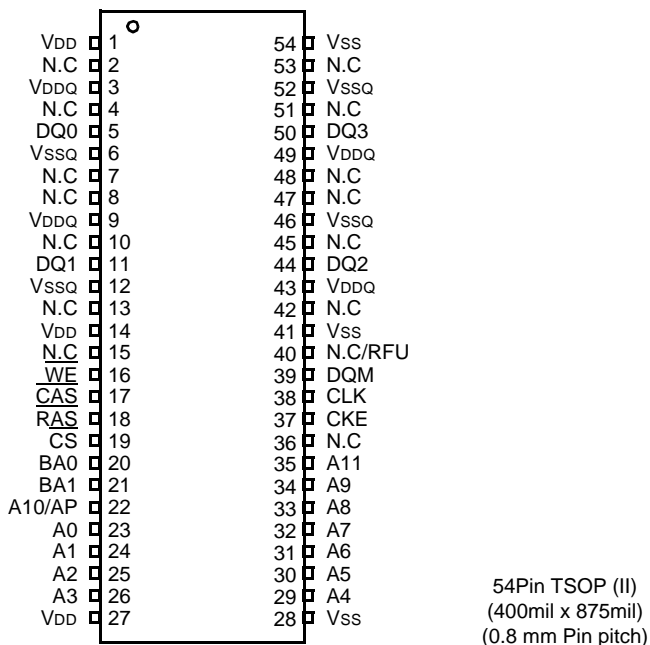 VDD 1 54 VSS
N.C 2 53 N.C
VDDQ 3 52 VSSQ
N.C 4 51 N.C
DQ0 5 50 DQ3
VSSQ 6 49 VDDQ
N.C 7 48 N.C
N.C 8 47 N.C
VDDQ 9 46 VSSQ
N.C 10 45 N.C
DQ1 11 44 DQ2
VSSQ 12 43 VDDQ
N.C 13 42 N.C
VDD 14 41 VSS
N.C 15 40 N.C/RFU
WE 16 39 DQM
CAS 17 38 CLK
RAS 18 37 CKE
CS 19 36 N.C
BA0 20 35 A11
BA1 21 34 A9
A10/AP 22 33 A8
A0 23 32 A7
A1 24 31 A6
A2 25 30 A5
A3 26 29 A4
VDD 27 28 VSS
54Pin TSOP (II)
(400mil x 875mil)
(0.8 mm Pin pitch)